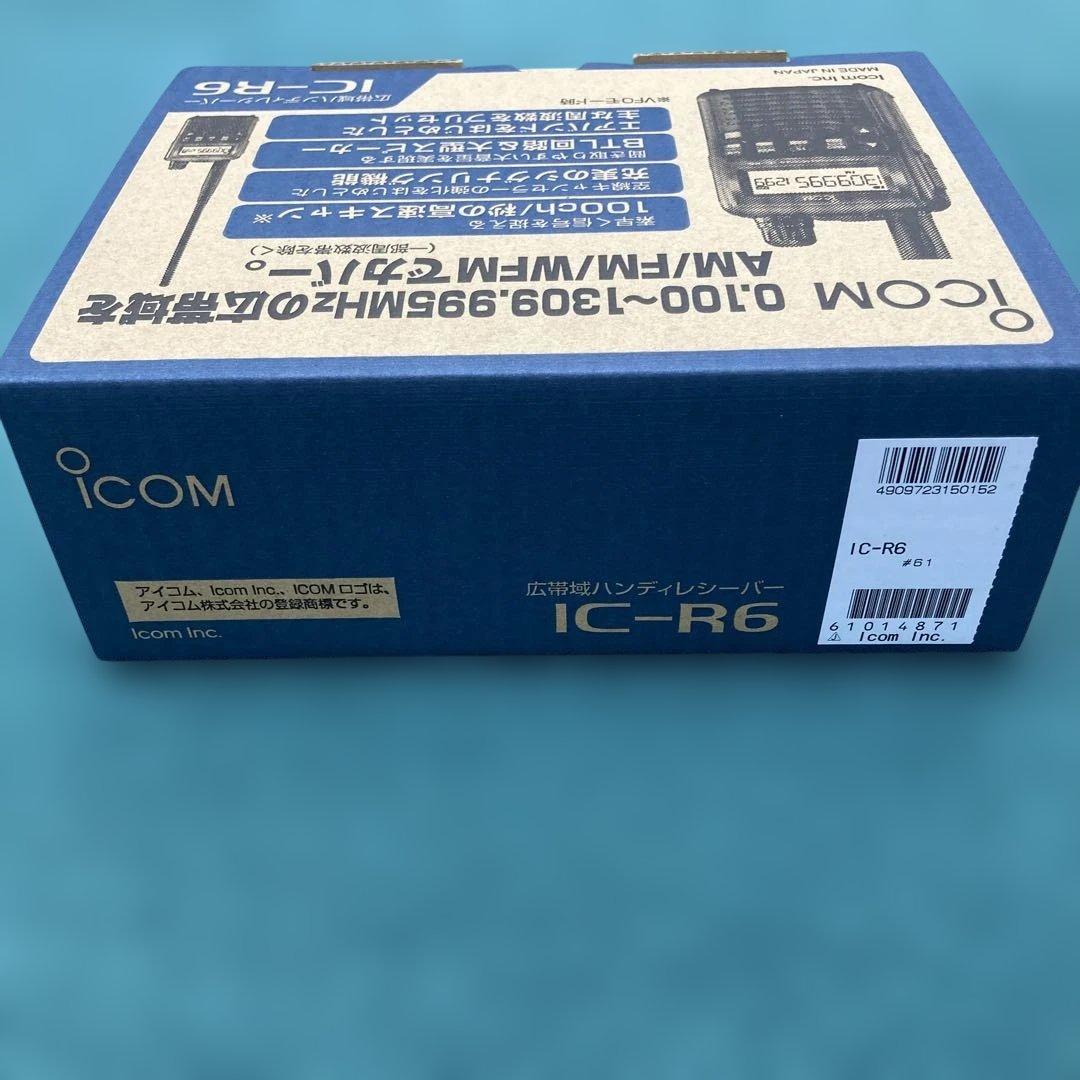 iCOM
0.100~1309.995MHzの広帯域を
AM/FM/WFMでカバー。
(一部周波数帯を除く)
素早く信号を捉える
100ch/秒の高速スキャン※
空線キャンセラーの強化をはじめとした
充実のシグナリング機能
聞き取りやすい大音量を実現する
BTL回路&大型スピーカー
エアバンドをはじめとした
主な周波数をプリセット
※VFOモード時
広帯域ハンディレシーバー
IC-R6
Icom Inc.
MADE IN JAPAN
iCOM
アイコム、Icom Inc.、ICOM ロゴは、
アイコム株式会社の登録商標です。
Icom Inc.
広帯域ハンディレシーバー
IC-R6
4909723150152
IC-R6
#61
61014871
Icom Inc.